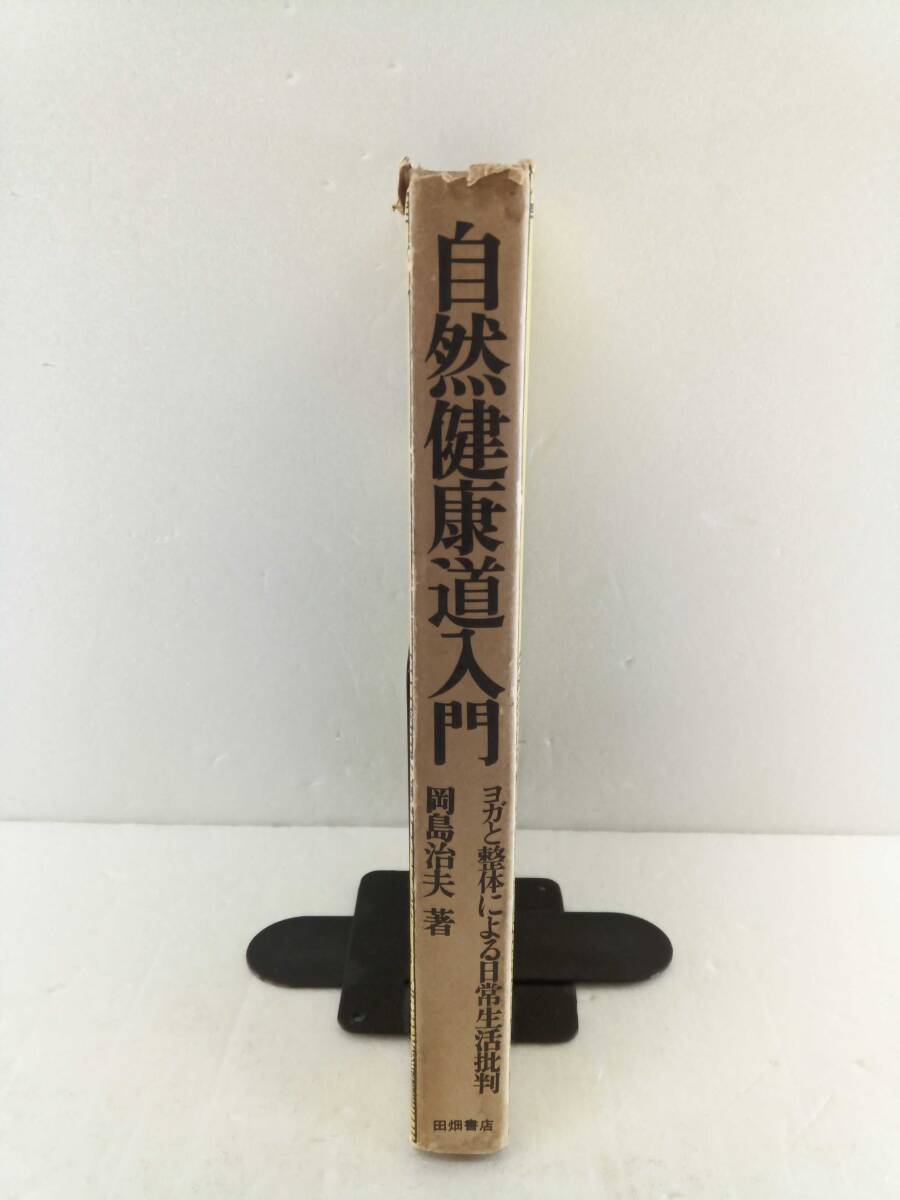 自然健康道入門
ヨガと整体による日常生活批判
岡島治夫 著
田畑書店